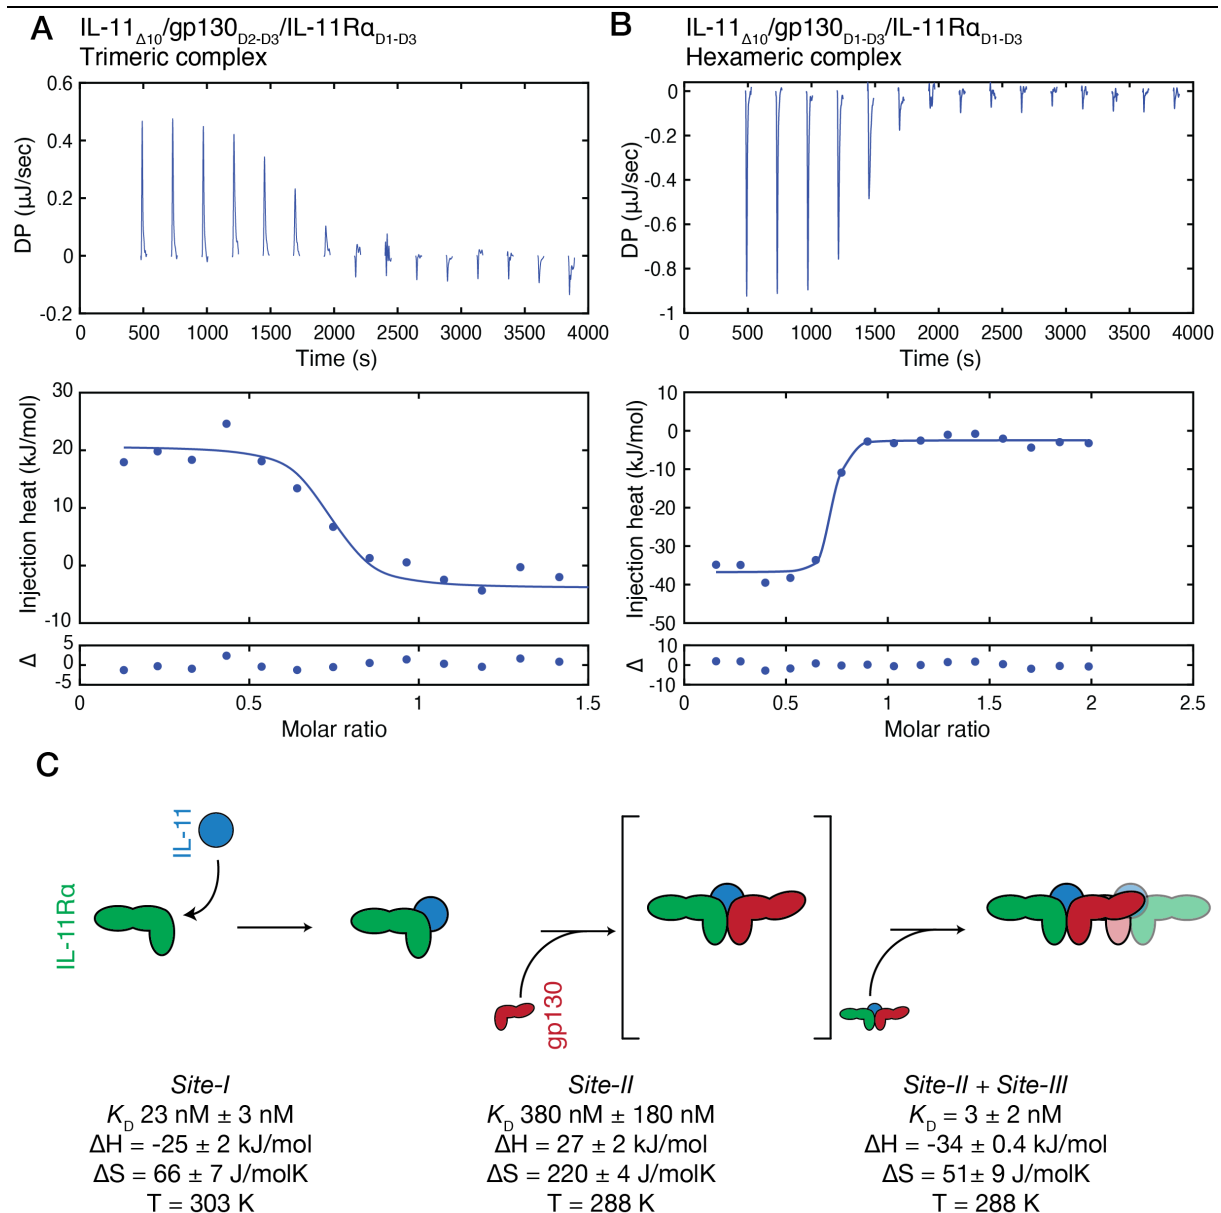 A
IL-11Δ10/gp130D2-D3/IL-11RαD1-D3
Trimeric complex
0.6
0.4
0.2
0
-0.2
DP (µJ/sec)
0 500 1000 1500 2000 2500 3000 3500 4000
Time (s)
30
20
10
0
-10
Injection heat (kJ/mol)
5
0
-5
Δ
0 0.5 1 1.5
Molar ratio
B
IL-11Δ10/gp130D1-D3/IL-11RαD1-D3
Hexameric complex
0
-0.2
-0.4
-0.6
-0.8
-1
DP (µJ/sec)
0 500 1000 1500 2000 2500 3000 3500 4000
Time (s)
10
0
-10
-20
-30
-40
-50
Injection heat (kJ/mol)
10
0
-10
Δ
0 0.5 1 1.5 2 2.5
Molar ratio
C
IL-11
IL-11Rα
gp130
Site-I
KD 23 nM ± 3 nM
ΔH = -25 ± 2 kJ/mol
ΔS = 66 ± 7 J/molK
T = 303 K
Site-II
KD 380 nM ± 180 nM
ΔH = 27 ± 2 kJ/mol
ΔS = 220 ± 4 J/molK
T = 288 K
Site-II + Site-III
KD = 3 ± 2 nM
ΔH = -34 ± 0.4 kJ/mol
ΔS = 51± 9 J/molK
T = 288 K